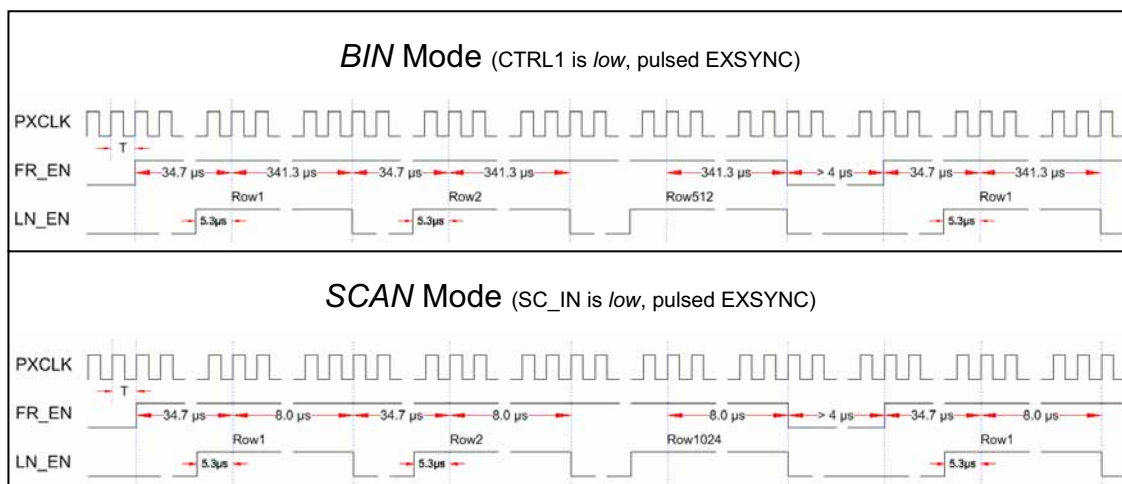 BIN Mode (CTRL1 is low, pulsed EXSYNC)
PXCLK
T
FR_EN
34.7 µs 341.3 µs 34.7 µs 341.3 µs 341.3 µs > 4 µs 34.7 µs 341.3 µs
Row1 Row2 Row512 Row1
LN_EN
5.3µs 5.3µs 5.3µs
SCAN Mode (SC_IN is low, pulsed EXSYNC)
PXCLK
T
FR_EN
34.7 µs 8.0 µs 34.7 µs 8.0 µs 8.0 µs > 4 µs 34.7 µs 8.0 µs
Row1 Row2 Row1024 Row1
LN_EN
5.3µs 5.3µs 5.3µs